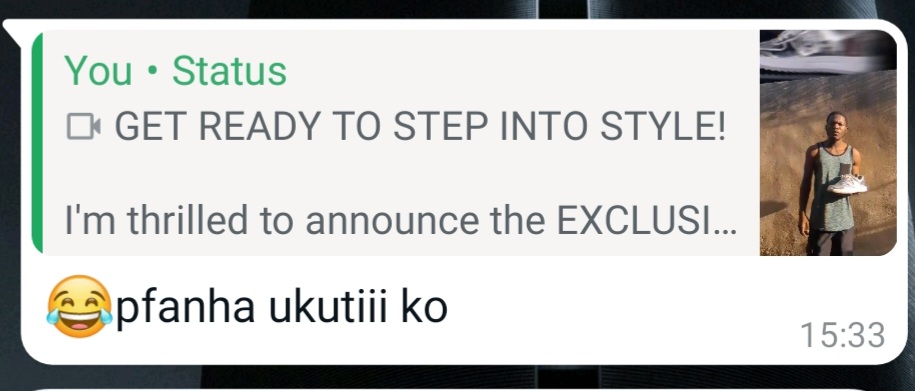 You • Status
GET READY TO STEP INTO STYLE!
I'm thrilled to announce the EXCLUSI...
😂pfanha ukutiii ko
15:33